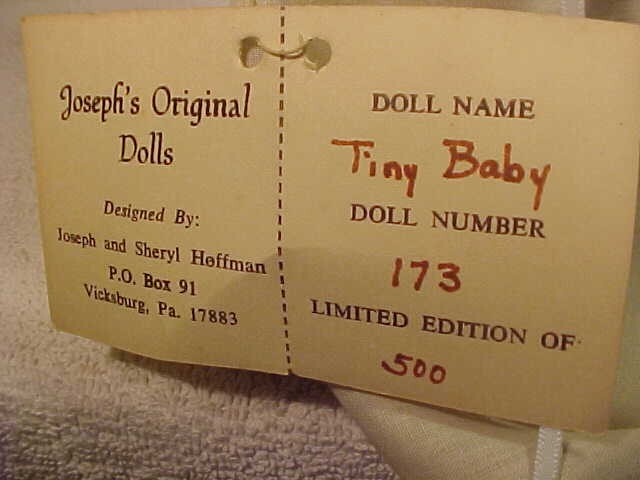 Joseph's Original
Dolls
Designed By:
Joseph and Sheryl Hoffman
P.O. Box 91
Vicksburg, Pa. 17883
DOLL NAME
Tiny Baby
DOLL NUMBER
173
LIMITED EDITION OF
500